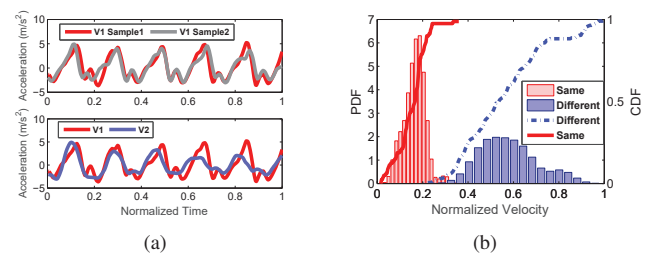 V1 Sample1 V1 Sample2
Acceleration (m/s²)
10
5
0
-5
0 0.2 0.4 0.6 0.8 1
V1 V2
Acceleration (m/s²)
10
5
0
-5
0 0.2 0.4 0.6 0.8 1
Normalized Time
(a)
PDF
7
6
5
4
3
2
1
0
Same
Different
Different
Same
1
0.5
0
CDF
0 0.2 0.4 0.6 0.8 1
Normalized Velocity
(b)